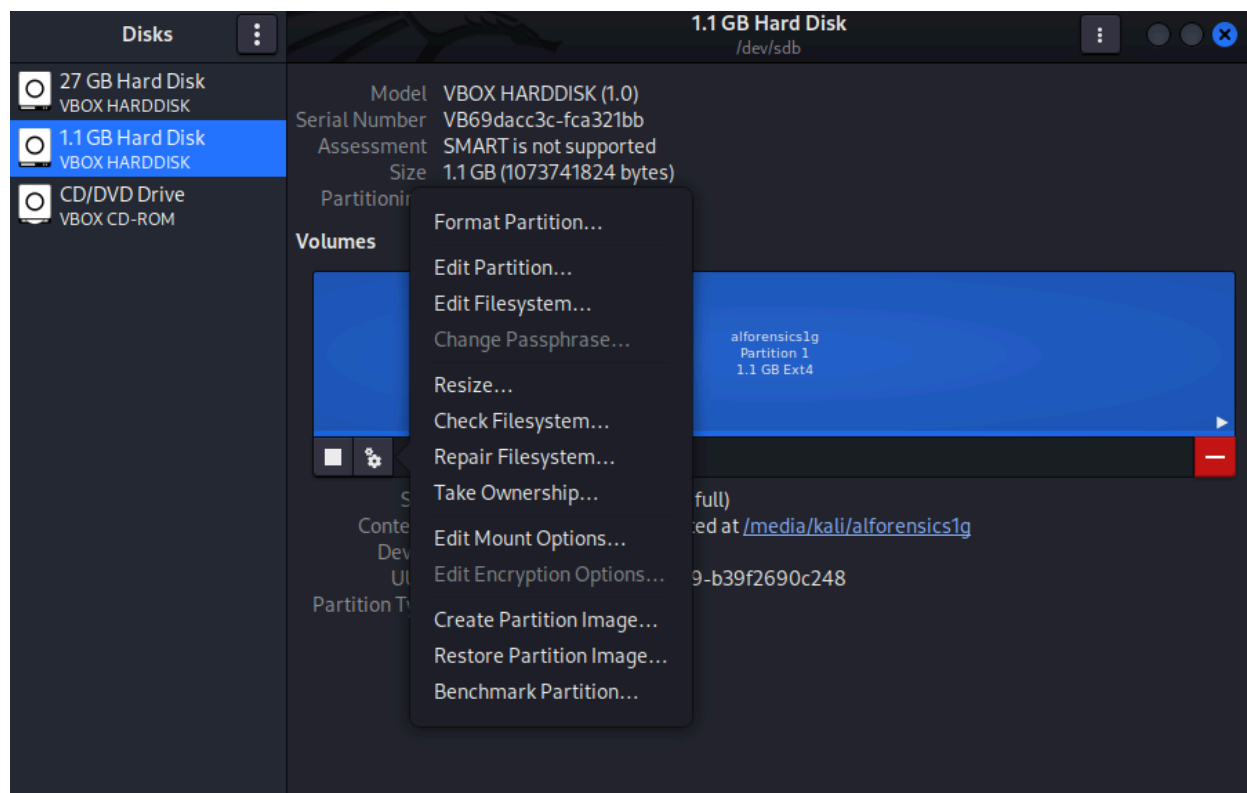 Disks
1.1 GB Hard Disk
/dev/sdb
27 GB Hard Disk
VBOX HARDDISK
1.1 GB Hard Disk
VBOX HARDDISK
CD/DVD Drive
VBOX CD-ROM
Model VBOX HARDDISK (1.0)
Serial Number VB69dacc3c-fca321bb
Assessment SMART is not supported
Size 1.1 GB (1073741824 bytes)
Volumes
alforensics1g
Partition 1
1.1 GB Ext4
Format Partition...
Edit Partition...
Edit Filesystem...
Change Passphrase...
Resize...
Check Filesystem...
Repair Filesystem...
Take Ownership...
Edit Mount Options...
Edit Encryption Options...
Create Partition Image...
Restore Partition Image...
Benchmark Partition...
full)
at /media/kali/alforensics1g
9-b39f2690c248
Partition